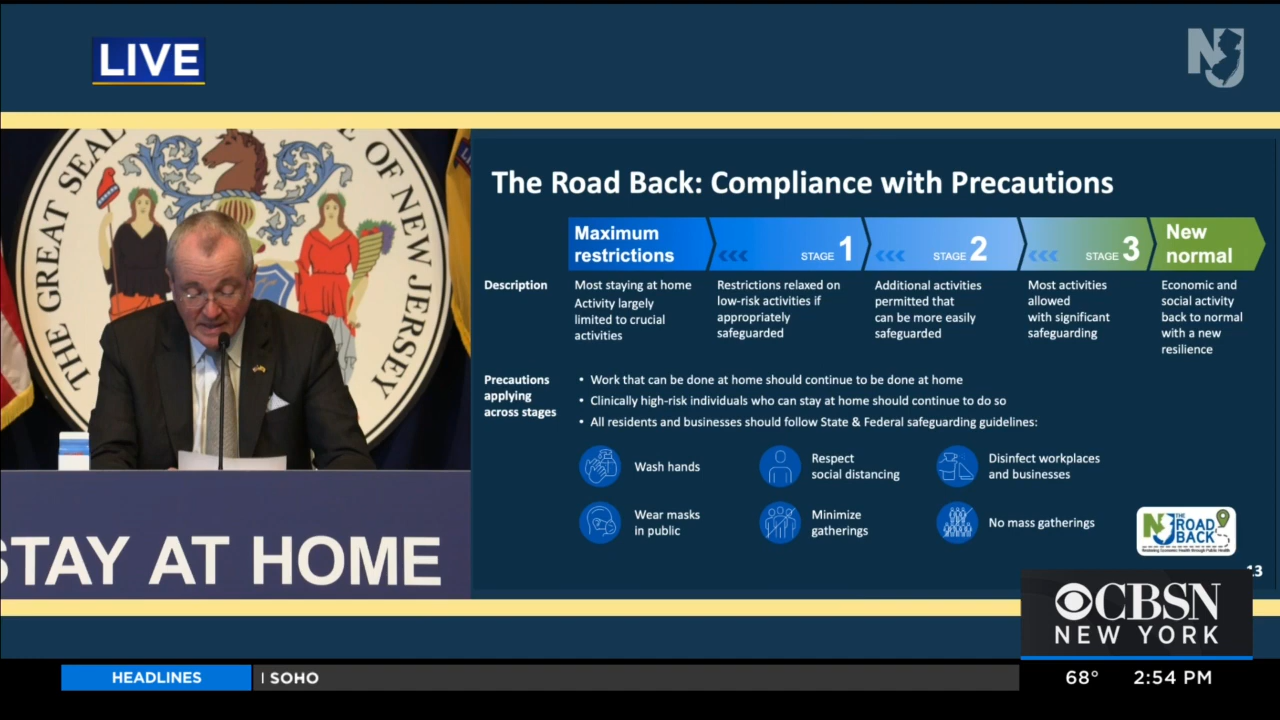 LIVE
NJ
THE GREAT SEAL
E OF NEW JERSEY
STAY AT HOME
The Road Back: Compliance with Precautions
Maximum
restrictions
STAGE 1
STAGE 2
STAGE 3
New
normal
Description
Most staying at home
Activity largely
limited to crucial
activities
Restrictions relaxed on
low-risk activities if
appropriately
safeguarded
Additional activities
permitted that
can be more easily
safeguarded
Most activities
allowed
with significant
safeguarding
Economic and
social activity
back to normal
with a new
resilience
Precautions
applying
across stages
• Work that can be done at home should continue to be done at home
• Clinically high-risk individuals who can stay at home should continue to do so
• All residents and businesses should follow State & Federal safeguarding guidelines:
Wash hands
Respect
social distancing
Disinfect workplaces
and businesses
Wear masks
in public
Minimize
gatherings
No mass gatherings
NJ THE
ROAD
BACK
Restoring Economic Health through Public Health
13
CBSN
NEW YORK
HEADLINES
| SOHO
68°
2:54 PM